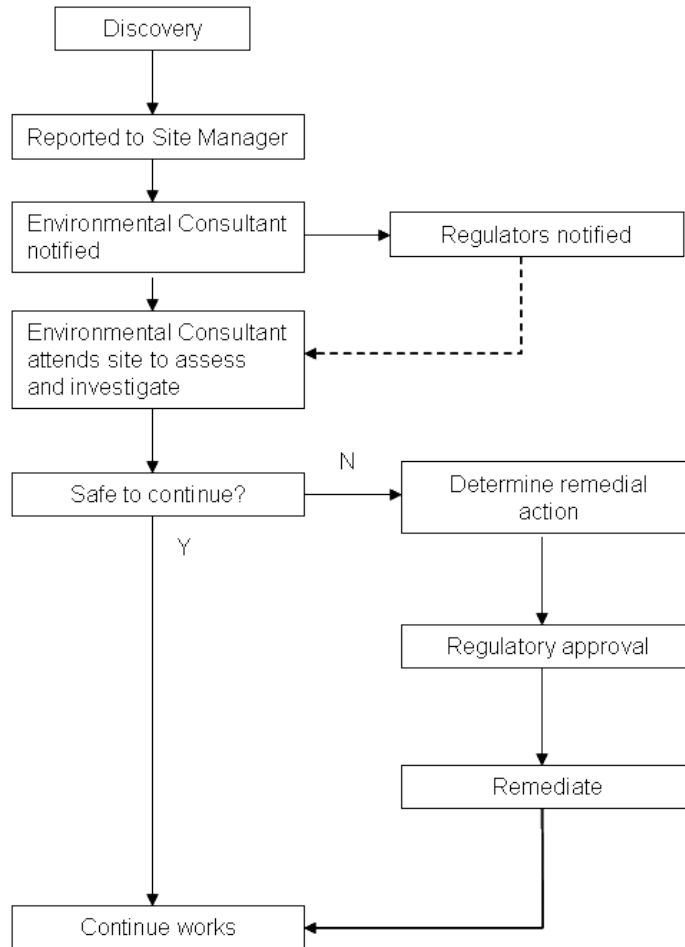 Discovery
Reported to Site Manager
Environmental Consultant
notified
Regulators notified
Environmental Consultant
attends site to assess
and investigate
Safe to continue?
N
Determine remedial
action
Y
Regulatory approval
Remediate
Continue works